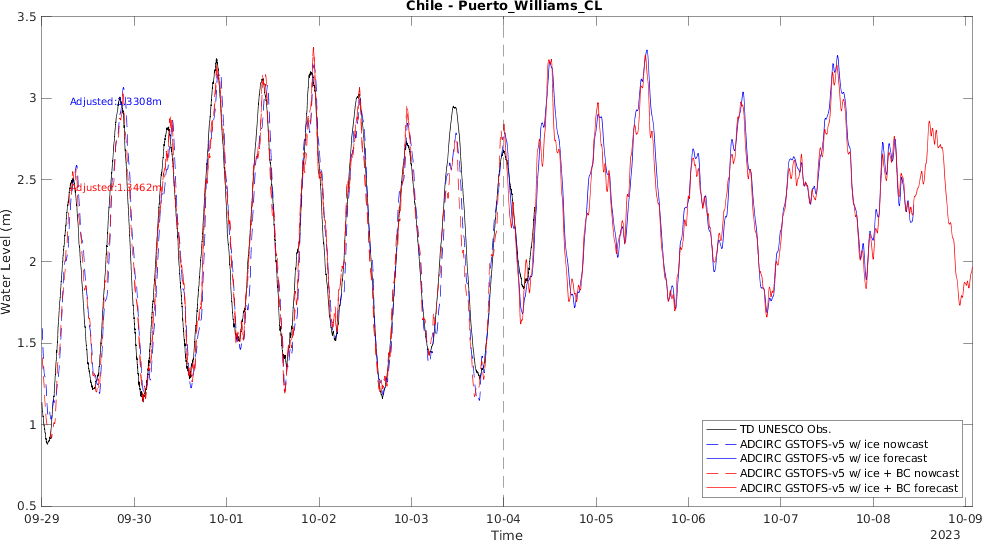 Chile - Puerto_Williams_CL
3.5
3
2.5
2
1.5
1
0.5
Water Level (m)
Adjusted:1.3308m
Adjusted:1.3462m
TD UNESCO Obs.
ADCIRC GSTOFS-v5 w/ ice nowcast
ADCIRC GSTOFS-v5 w/ ice forecast
ADCIRC GSTOFS-v5 w/ ice + BC nowcast
ADCIRC GSTOFS-v5 w/ ice + BC forecast
09-29 09-30 10-01 10-02 10-03 10-04 10-05 10-06 10-07 10-08 10-09
Time
2023